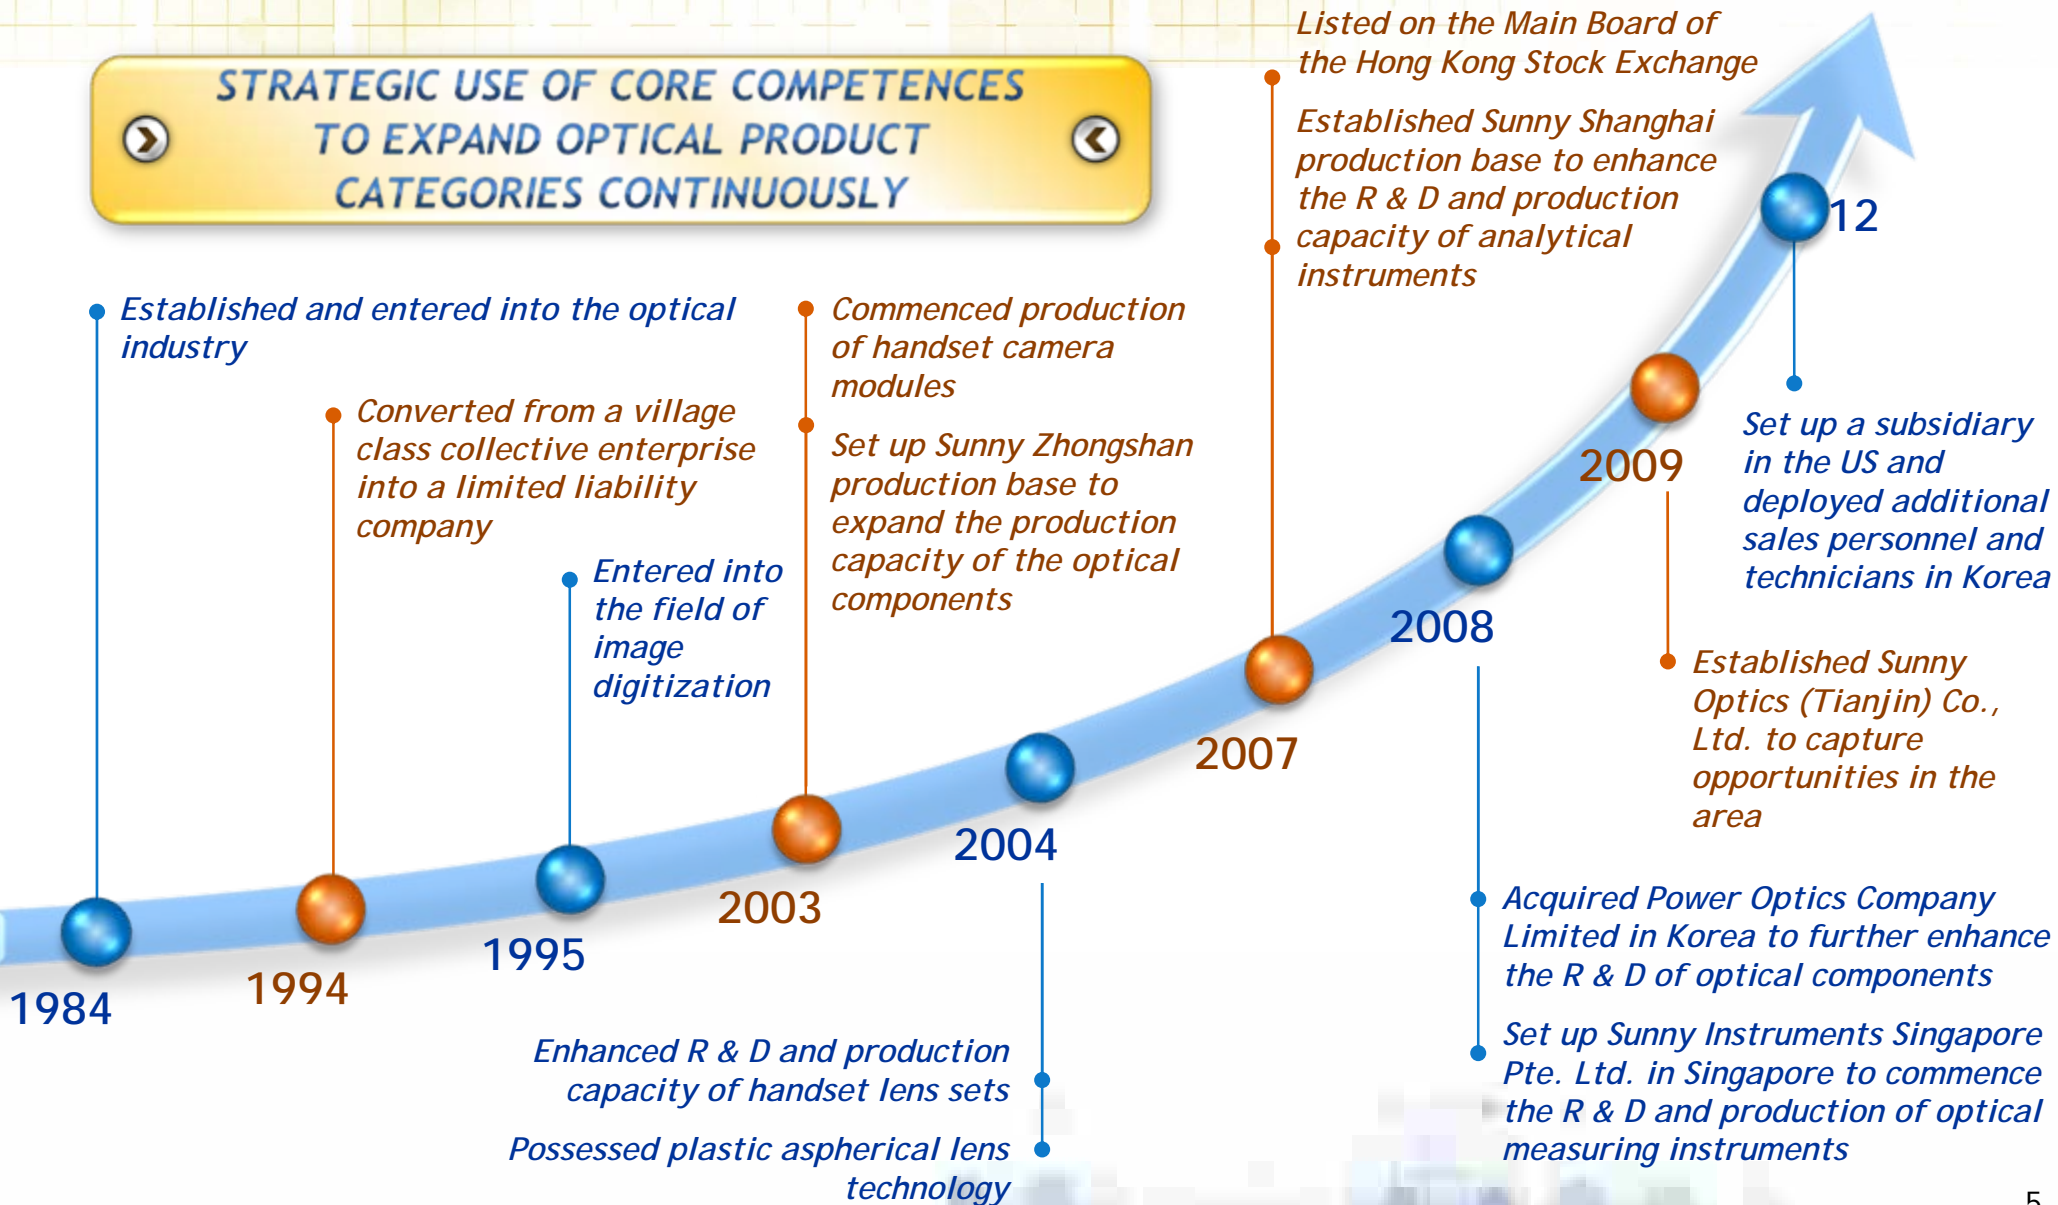 STRATEGIC USE OF CORE COMPETENCES
TO EXPAND OPTICAL PRODUCT
CATEGORIES CONTINUOUSLY
Established and entered into the optical
industry
1984
Converted from a village
class collective enterprise
into a limited liability
company
1994
Entered into
the field of
image
digitization
1995
Commenced production
of handset camera
modules
Set up Sunny Zhongshan
production base to
expand the production
capacity of the optical
components
2003
2004
Enhanced R & D and production
capacity of handset lens sets
Possessed plastic aspherical lens
technology
Listed on the Main Board of
the Hong Kong Stock Exchange
Established Sunny Shanghai
production base to enhance
the R & D and production
capacity of analytical
instruments
2007
2008
Acquired Power Optics Company
Limited in Korea to further enhance
the R & D of optical components
Set up Sunny Instruments Singapore
Pte. Ltd. in Singapore to commence
the R & D and production of optical
measuring instruments
2009
Established Sunny
Optics (Tianjin) Co.,
Ltd. to capture
opportunities in the
area
12
Set up a subsidiary
in the US and
deployed additional
sales personnel and
technicians in Korea
5